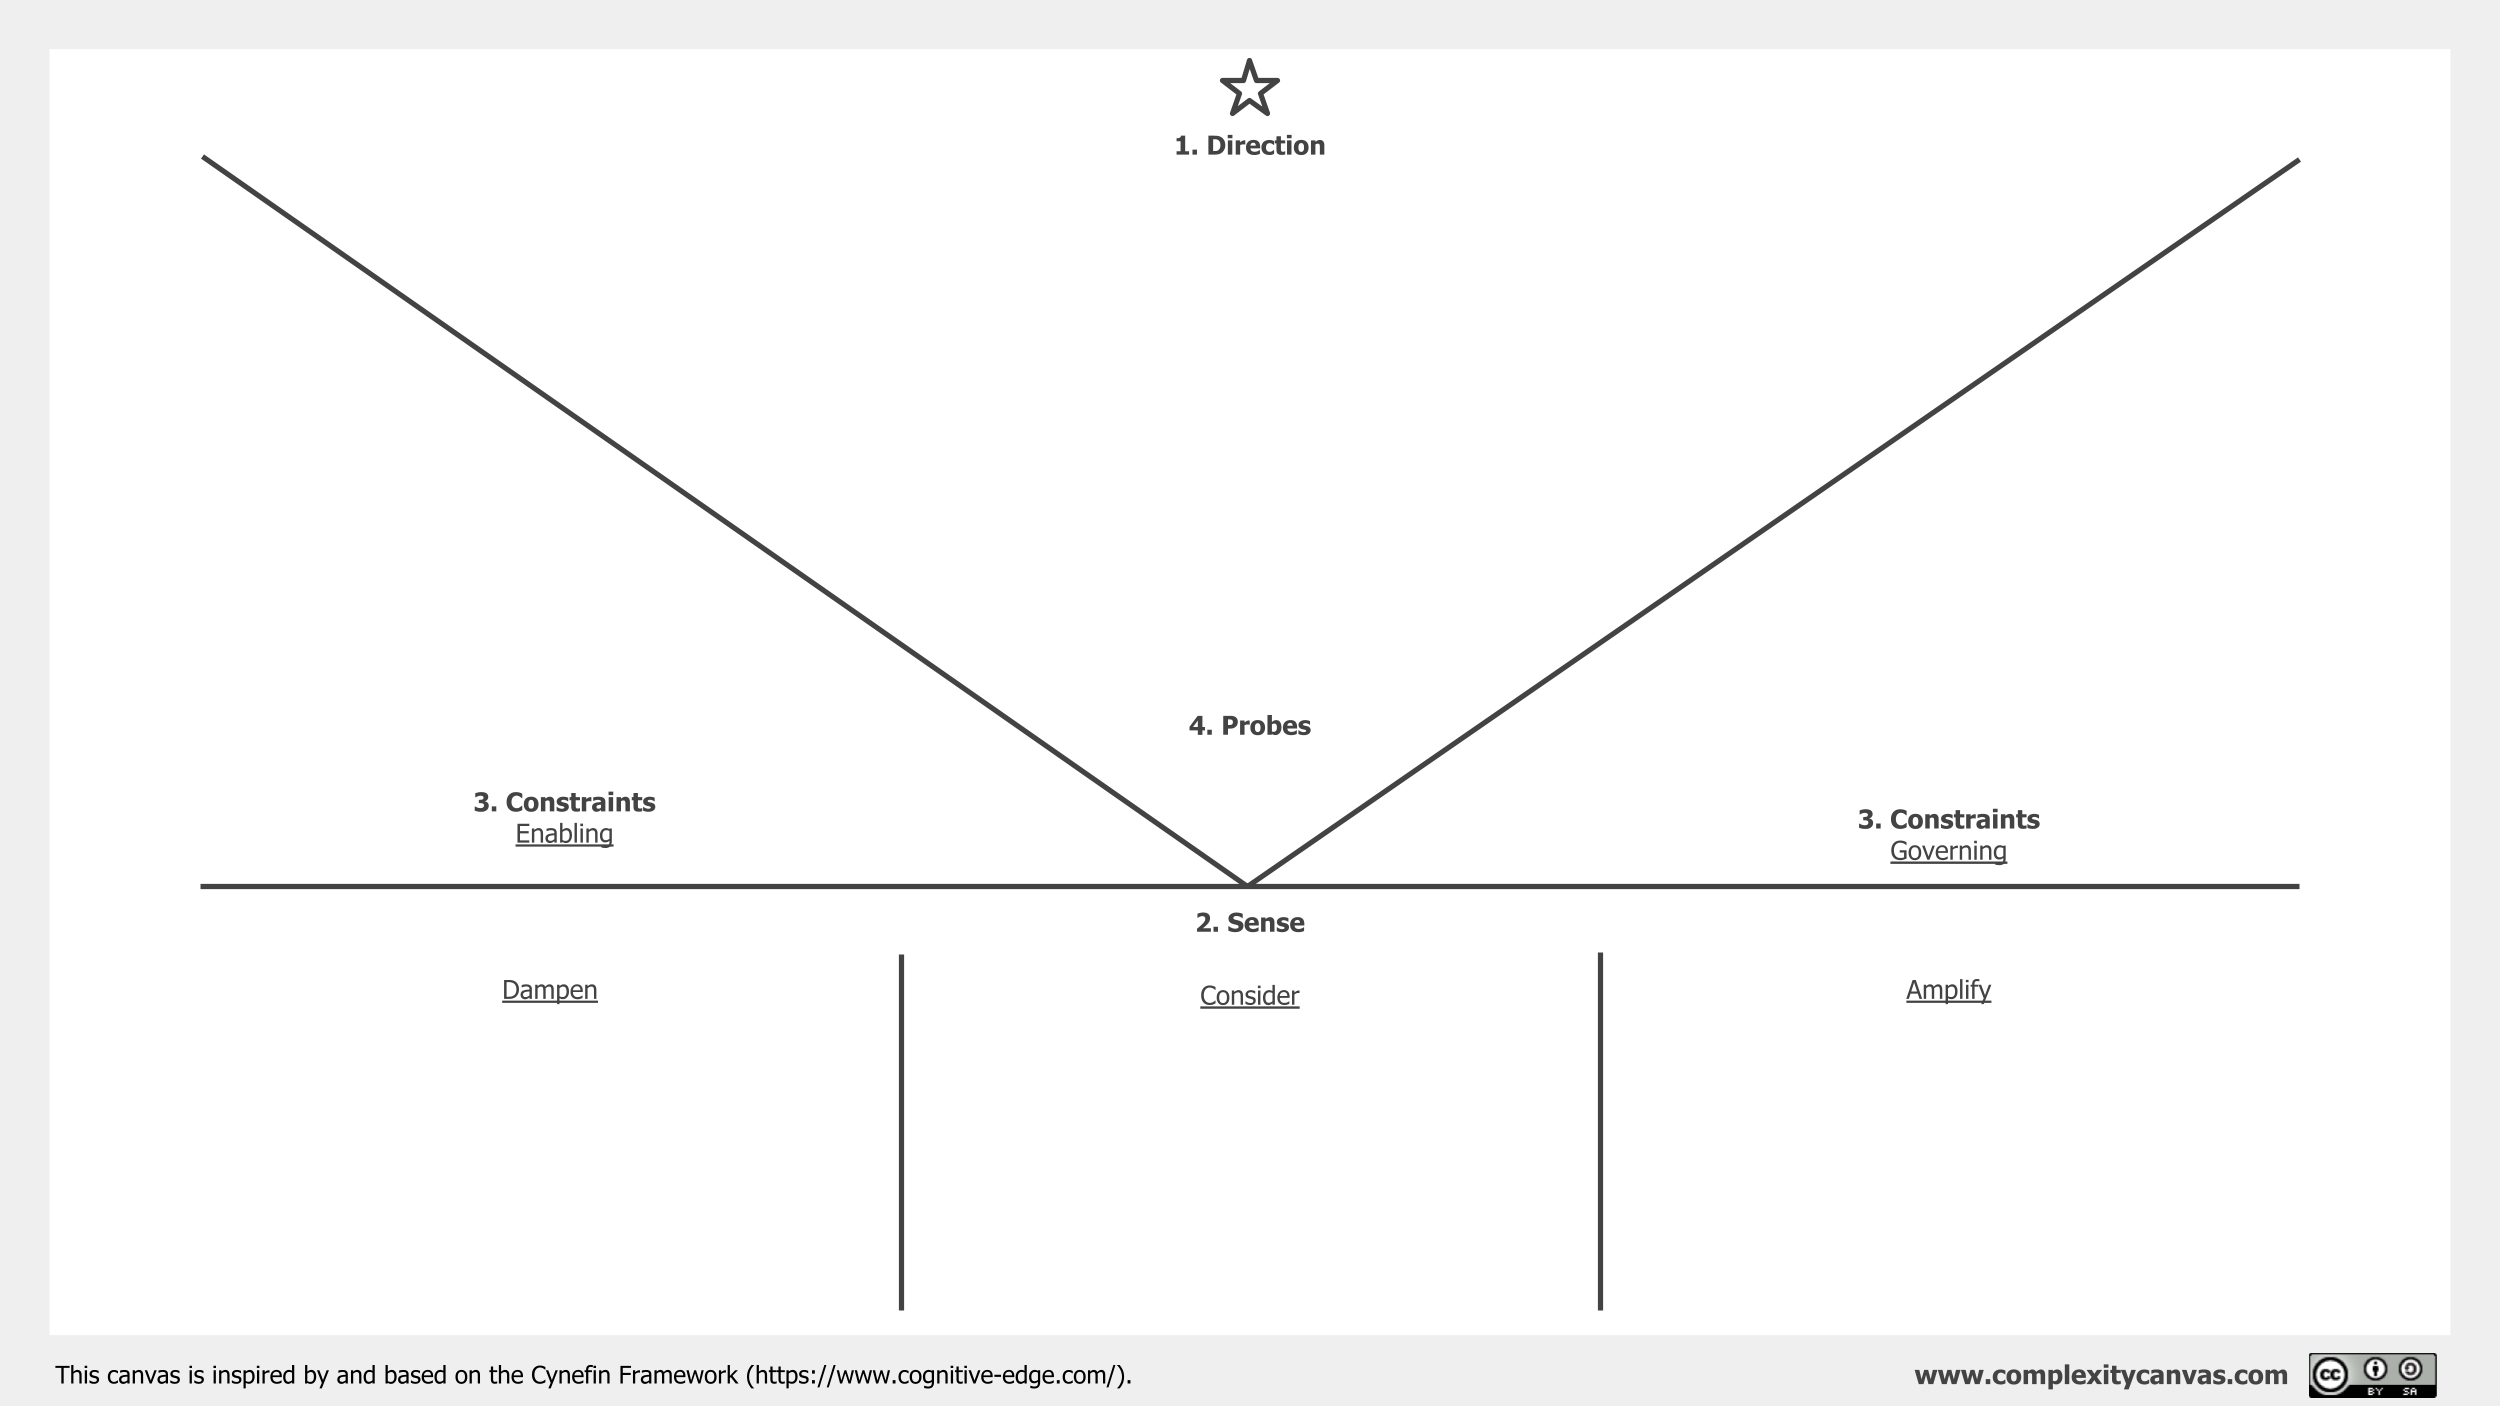 1. Direction
4. Probes
3. Constraints
Enabling
3. Constraints
Governing
2. Sense
Dampen
Consider
Amplify
This canvas is inspired by and based on the Cynefin Framework (https://www.cognitive-edge.com/).
www.complexitycanvas.com
cc
BY SA